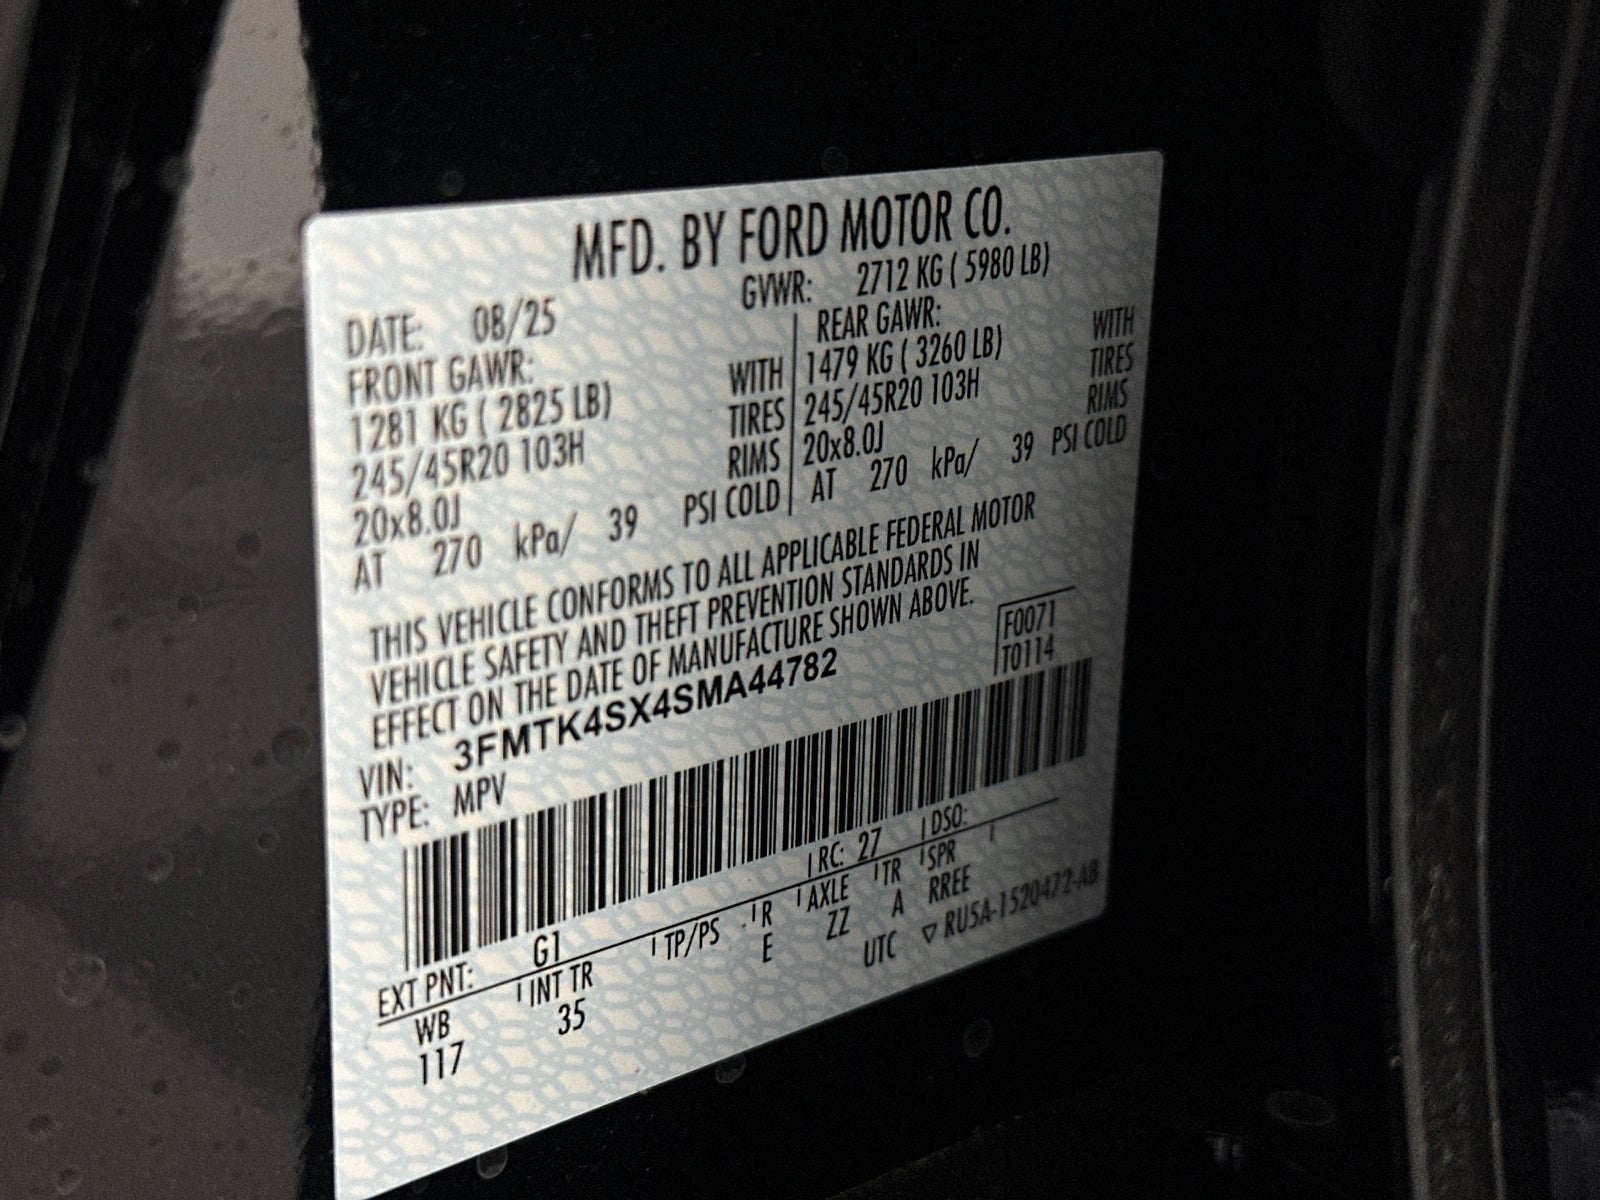 MFD. BY FORD MOTOR CO.
DATE: 08/25 GVWR: 2712 KG ( 5980 LB)
FRONT GAWR: REAR GAWR:
1281 KG ( 2825 LB) WITH 1479 KG ( 3260 LB) WITH
245/45R20 103H TIRES 245/45R20 103H TIRES
20x8.0J RIMS 20x8.0J RIMS
AT 270 kPa/ 39 PSI COLD AT 270 kPa/ 39 PSI COLD
THIS VEHICLE CONFORMS TO ALL APPLICABLE FEDERAL MOTOR
VEHICLE SAFETY AND THEFT PREVENTION STANDARDS IN
EFFECT ON THE DATE OF MANUFACTURE SHOWN ABOVE.
F0071
VIN: 3FMTK4SX4SMA44782 T0114
TYPE: MPV
EXT PNT: G1 RC: 27 DSO:
WB INT TR TP/PS R AXLE TR SPR
117 35 E ZZ A RREE
UTC ▽ RU5A-1520472-AB